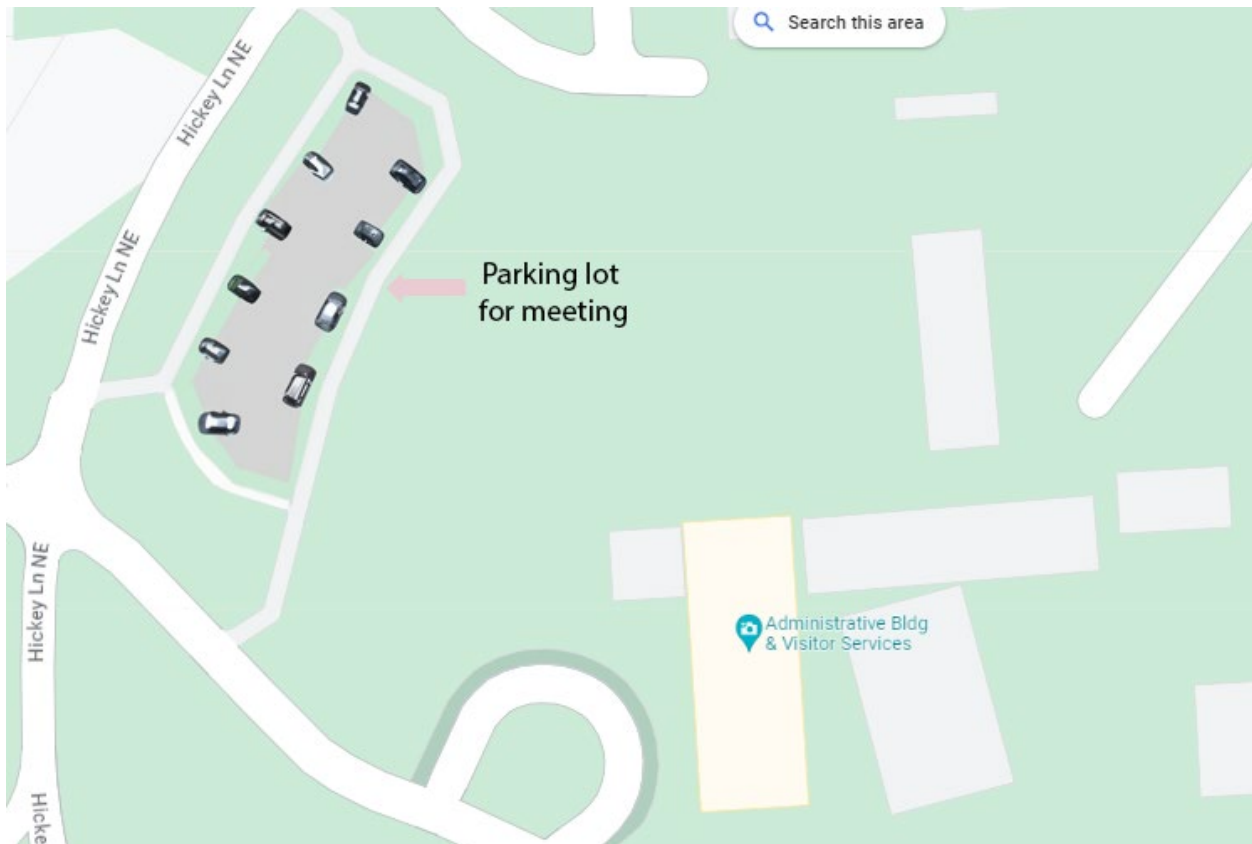 Search this area
Hickey Ln NE
Hickey Ln NE
Parking lot
for meeting
Hickey Ln NE
Administrative Bldg
& Visitor Services
Hicke